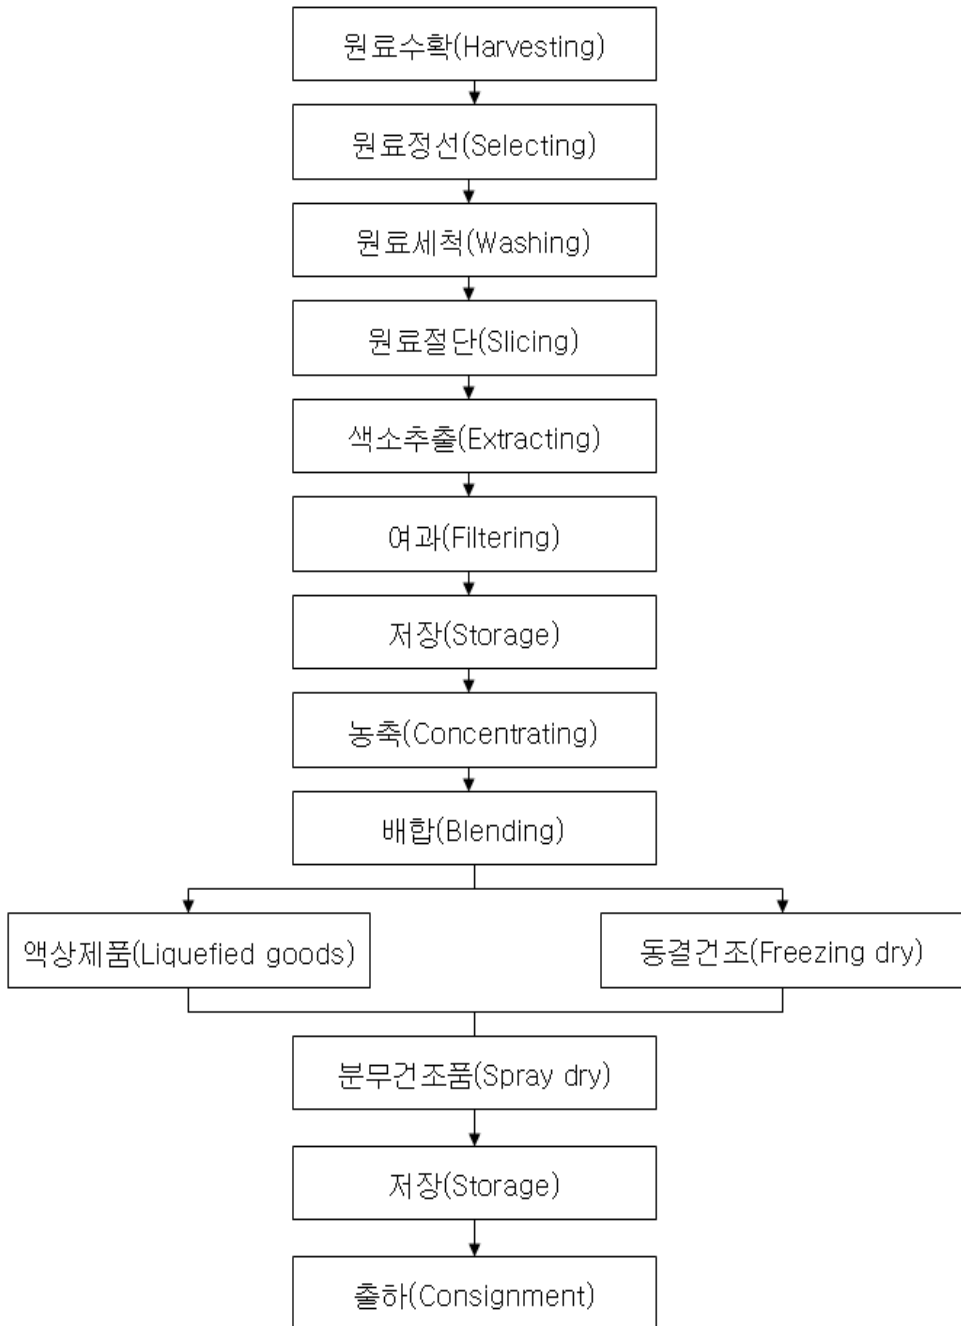 원료수확(Harvesting)
원료정선(Selecting)
원료세척(Washing)
원료절단(Slicing)
색소추출(Extracting)
여과(Filtering)
저장(Storage)
농축(Concentrating)
배합(Blending)
액상제품(Liquefied goods)
동결건조(Freezing dry)
분무건조품(Spray dry)
저장(Storage)
출하(Consignment)